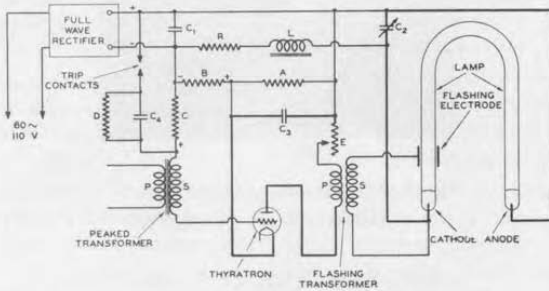 FULL
WAVE
RECTIFIER
+
-
C1
R
L
C2
TRIP
CONTACTS
- B +
A
LAMP
FLASHING
ELECTRODE
D
C4
C
C3
+
E
60~
110 V.
P
S
S
PEAKED
TRANSFORMER
THYRATRON
FLASHING
TRANSFORMER
CATHODE
ANODE